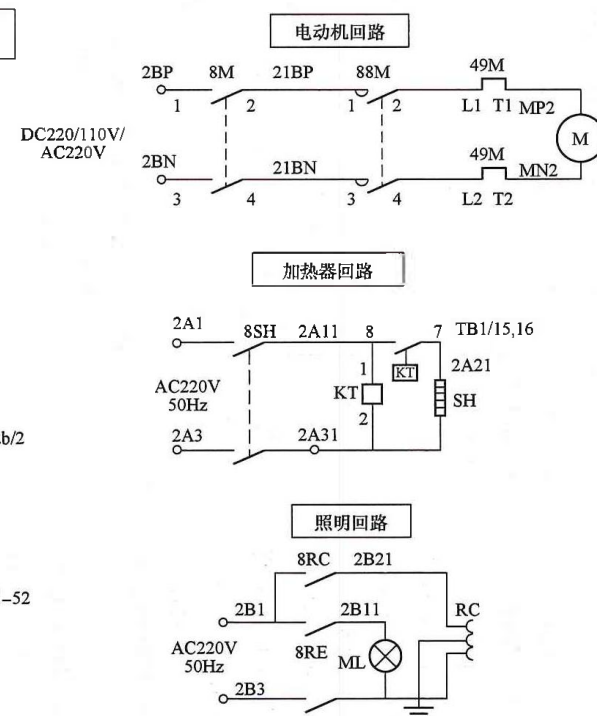 电动机回路
2BP 8M 21BP 88M 49M
1 2 1 2 L1 T1 MP2
DC220/110V/
AC220V
M
2BN 21BN 49M
MN2
3 4 3 4 L2 T2
加热器回路
2A1 8SH 2A11 8 7 TB1/15,16
1 KT 2A21
AC220V
50Hz
KT SH
2
2A3 2A31
b/2
照明回路
8RC 2B21
-52
2B1 2B11 RC
AC220V
50Hz
8RE ML
2B3